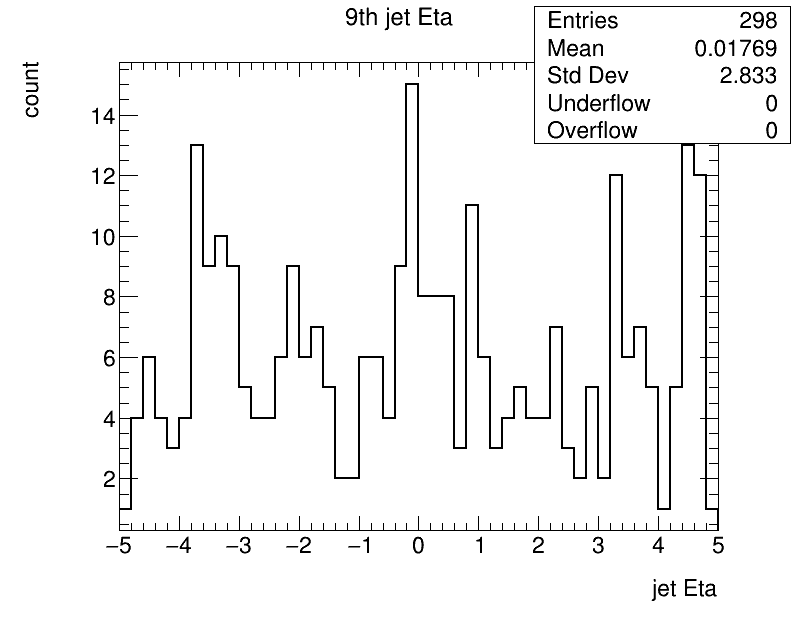 9th jet Eta
Entries 298
Mean 0.01769
Std Dev 2.833
Underflow 0
Overflow 0
count
14
12
10
8
6
4
2
−5 −4 −3 −2 −1 0 1 2 3 4 5
jet Eta